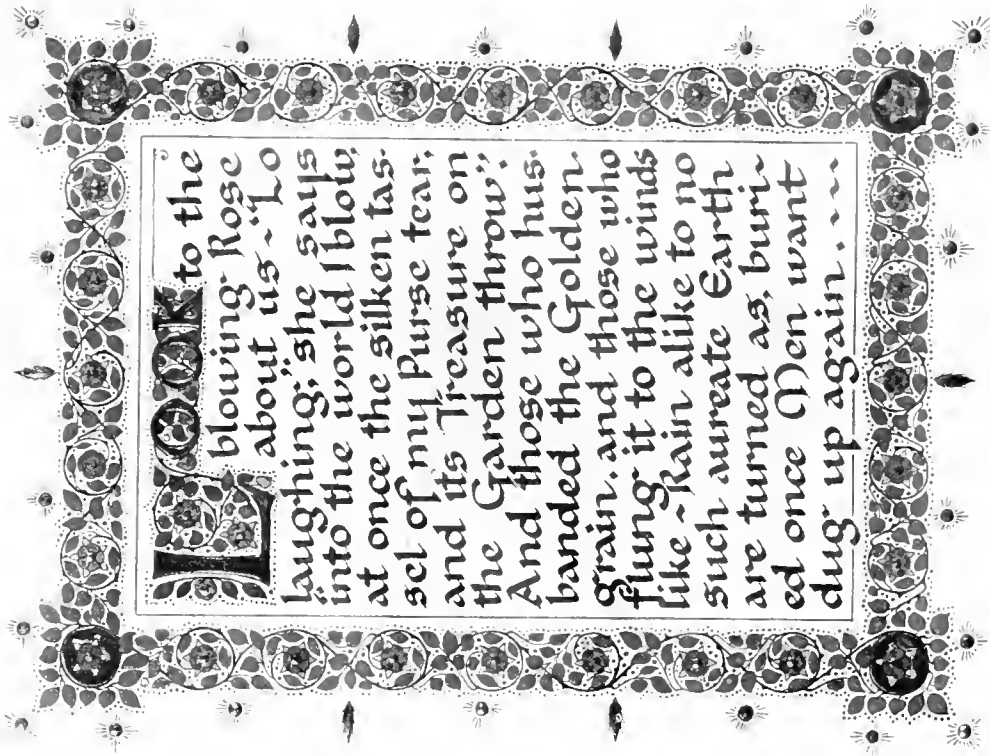 LOOK to the
blowing Rose
about us ~ "Lo
laughing," she says
"into the world I blow,
at once the silken tas-
sel of my Purse tear,
and its Treasure on
the Garden throw".
And those who hus-
banded the Golden
grain, and those who
flung it to the winds
like ~ Rain alike to no
such aureate Earth
are turned as, buri-
ed once Men want
dug up again. ~ ~